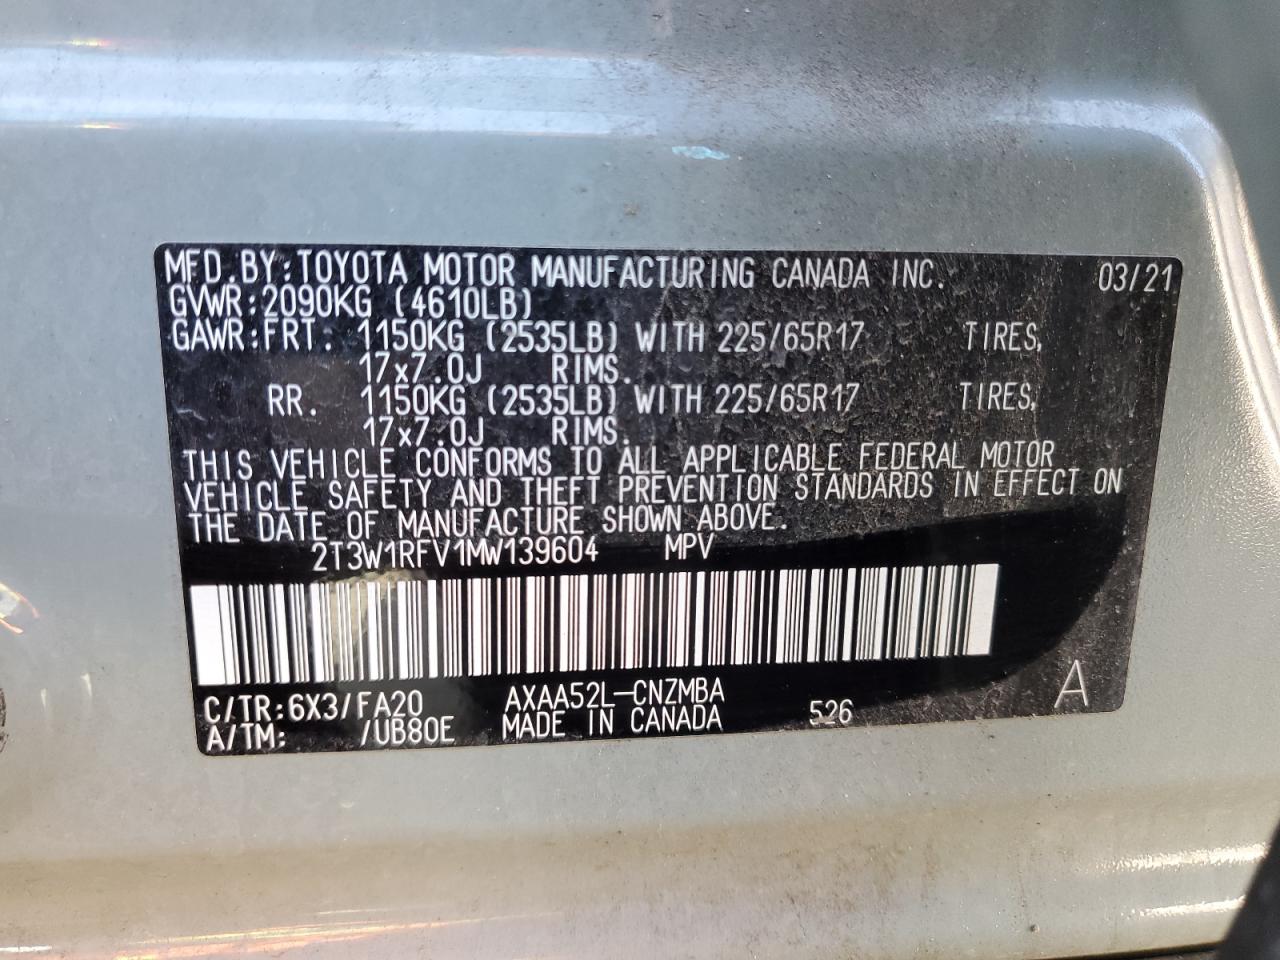 MFD.BY:TOYOTA MOTOR MANUFACTURING CANADA INC. 03/21
GVWR:2090KG (4610LB)
GAWR:FRT. 1150KG (2535LB) WITH 225/65R17 TIRES,
17x7.0J RIMS.
RR. 1150KG (2535LB) WITH 225/65R17 TIRES,
17x7.0J RIMS.
THIS VEHICLE CONFORMS TO ALL APPLICABLE FEDERAL MOTOR
VEHICLE SAFETY AND THEFT PREVENTION STANDARDS IN EFFECT ON
THE DATE OF MANUFACTURE SHOWN ABOVE.
2T3W1RFV1MW139604 MPV
C/TR:6X3/FA20 AXAA52L-CNZMBA A
A/TM: /UB80E MADE IN CANADA 526